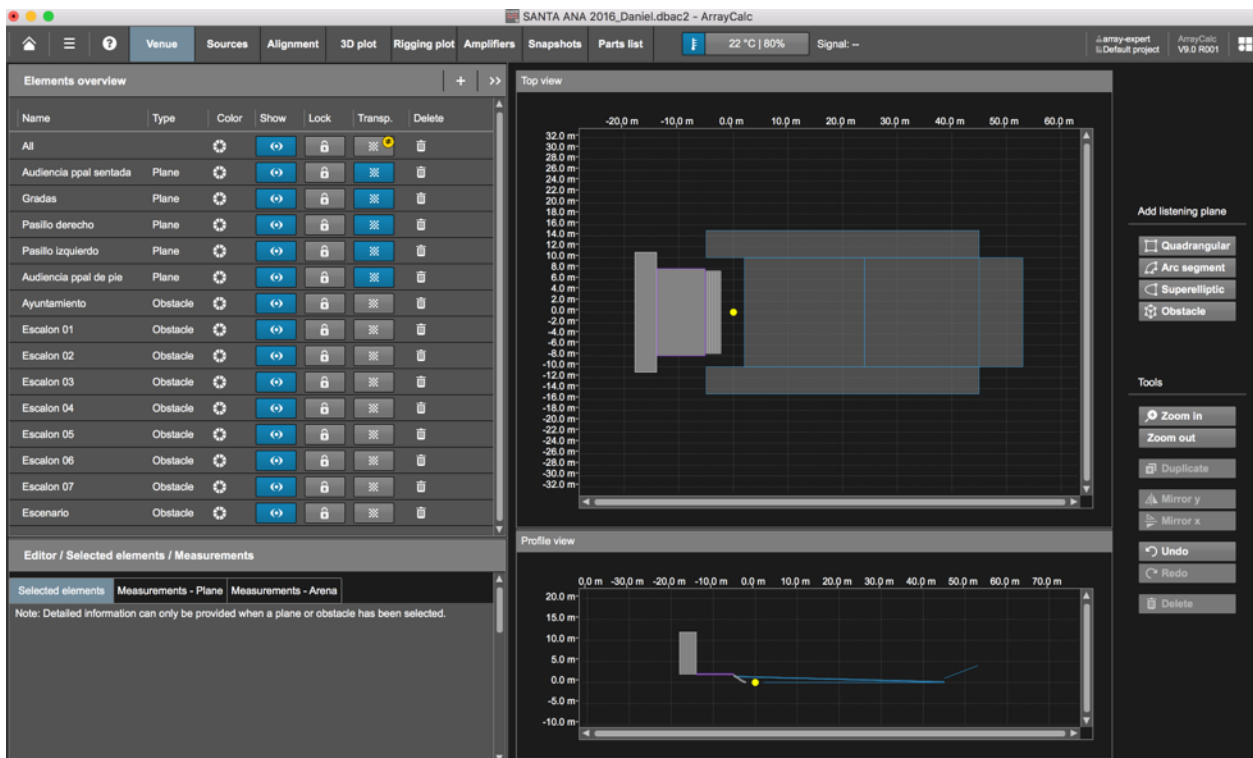 SANTA ANA 2016_Daniel.dbac2 - ArrayCalc
Venue Sources Alignment 3D plot Rigging plot Amplifiers Snapshots Parts list 22 °C | 80% Signal: -- array-expert ArrayCalc
Default project V9.0 R001
Elements overview
Name Type Color Show Lock Transp. Delete
All
Audiencia ppal sentada Plane
Gradas Plane
Pasillo derecho Plane
Pasillo izquierdo Plane
Audiencia ppal de pie Plane
Ayuntamiento Obstacle
Escalon 01 Obstacle
Escalon 02 Obstacle
Escalon 03 Obstacle
Escalon 04 Obstacle
Escalon 05 Obstacle
Escalon 06 Obstacle
Escalon 07 Obstacle
Escenario Obstacle
Editor / Selected elements / Measurements
Selected elements Measurements - Plane Measurements - Arena
Note: Detailed information can only be provided when a plane or obstacle has been selected.
Top view
-20,0 m -10,0 m 0,0 m 10,0 m 20,0 m 30,0 m 40,0 m 50,0 m 60,0 m
32.0 m
30.0 m
28.0 m
26.0 m
24.0 m
22.0 m
20.0 m
18.0 m
16.0 m
14.0 m
12.0 m
10.0 m
8.0 m
6.0 m
4.0 m
2.0 m
0.0 m
-2.0 m
-4.0 m
-6.0 m
-8.0 m
-10.0 m
-12.0 m
-14.0 m
-16.0 m
-18.0 m
-20.0 m
-22.0 m
-24.0 m
-26.0 m
-28.0 m
-30.0 m
-32.0 m
Profile view
0,0 m -30,0 m -20,0 m -10,0 m 0.0 m 10,0 m 20,0 m 30,0 m 40,0 m 50,0 m 60,0 m 70,0 m
20.0 m
15.0 m
10.0 m
5.0 m
0.0 m
-5.0 m
-10.0 m
Add listening plane
Quadrangular
Arc segment
Superelliptic
Obstacle
Tools
Zoom in
Zoom out
Duplicate
Mirror y
Mirror x
Undo
Redo
Delete